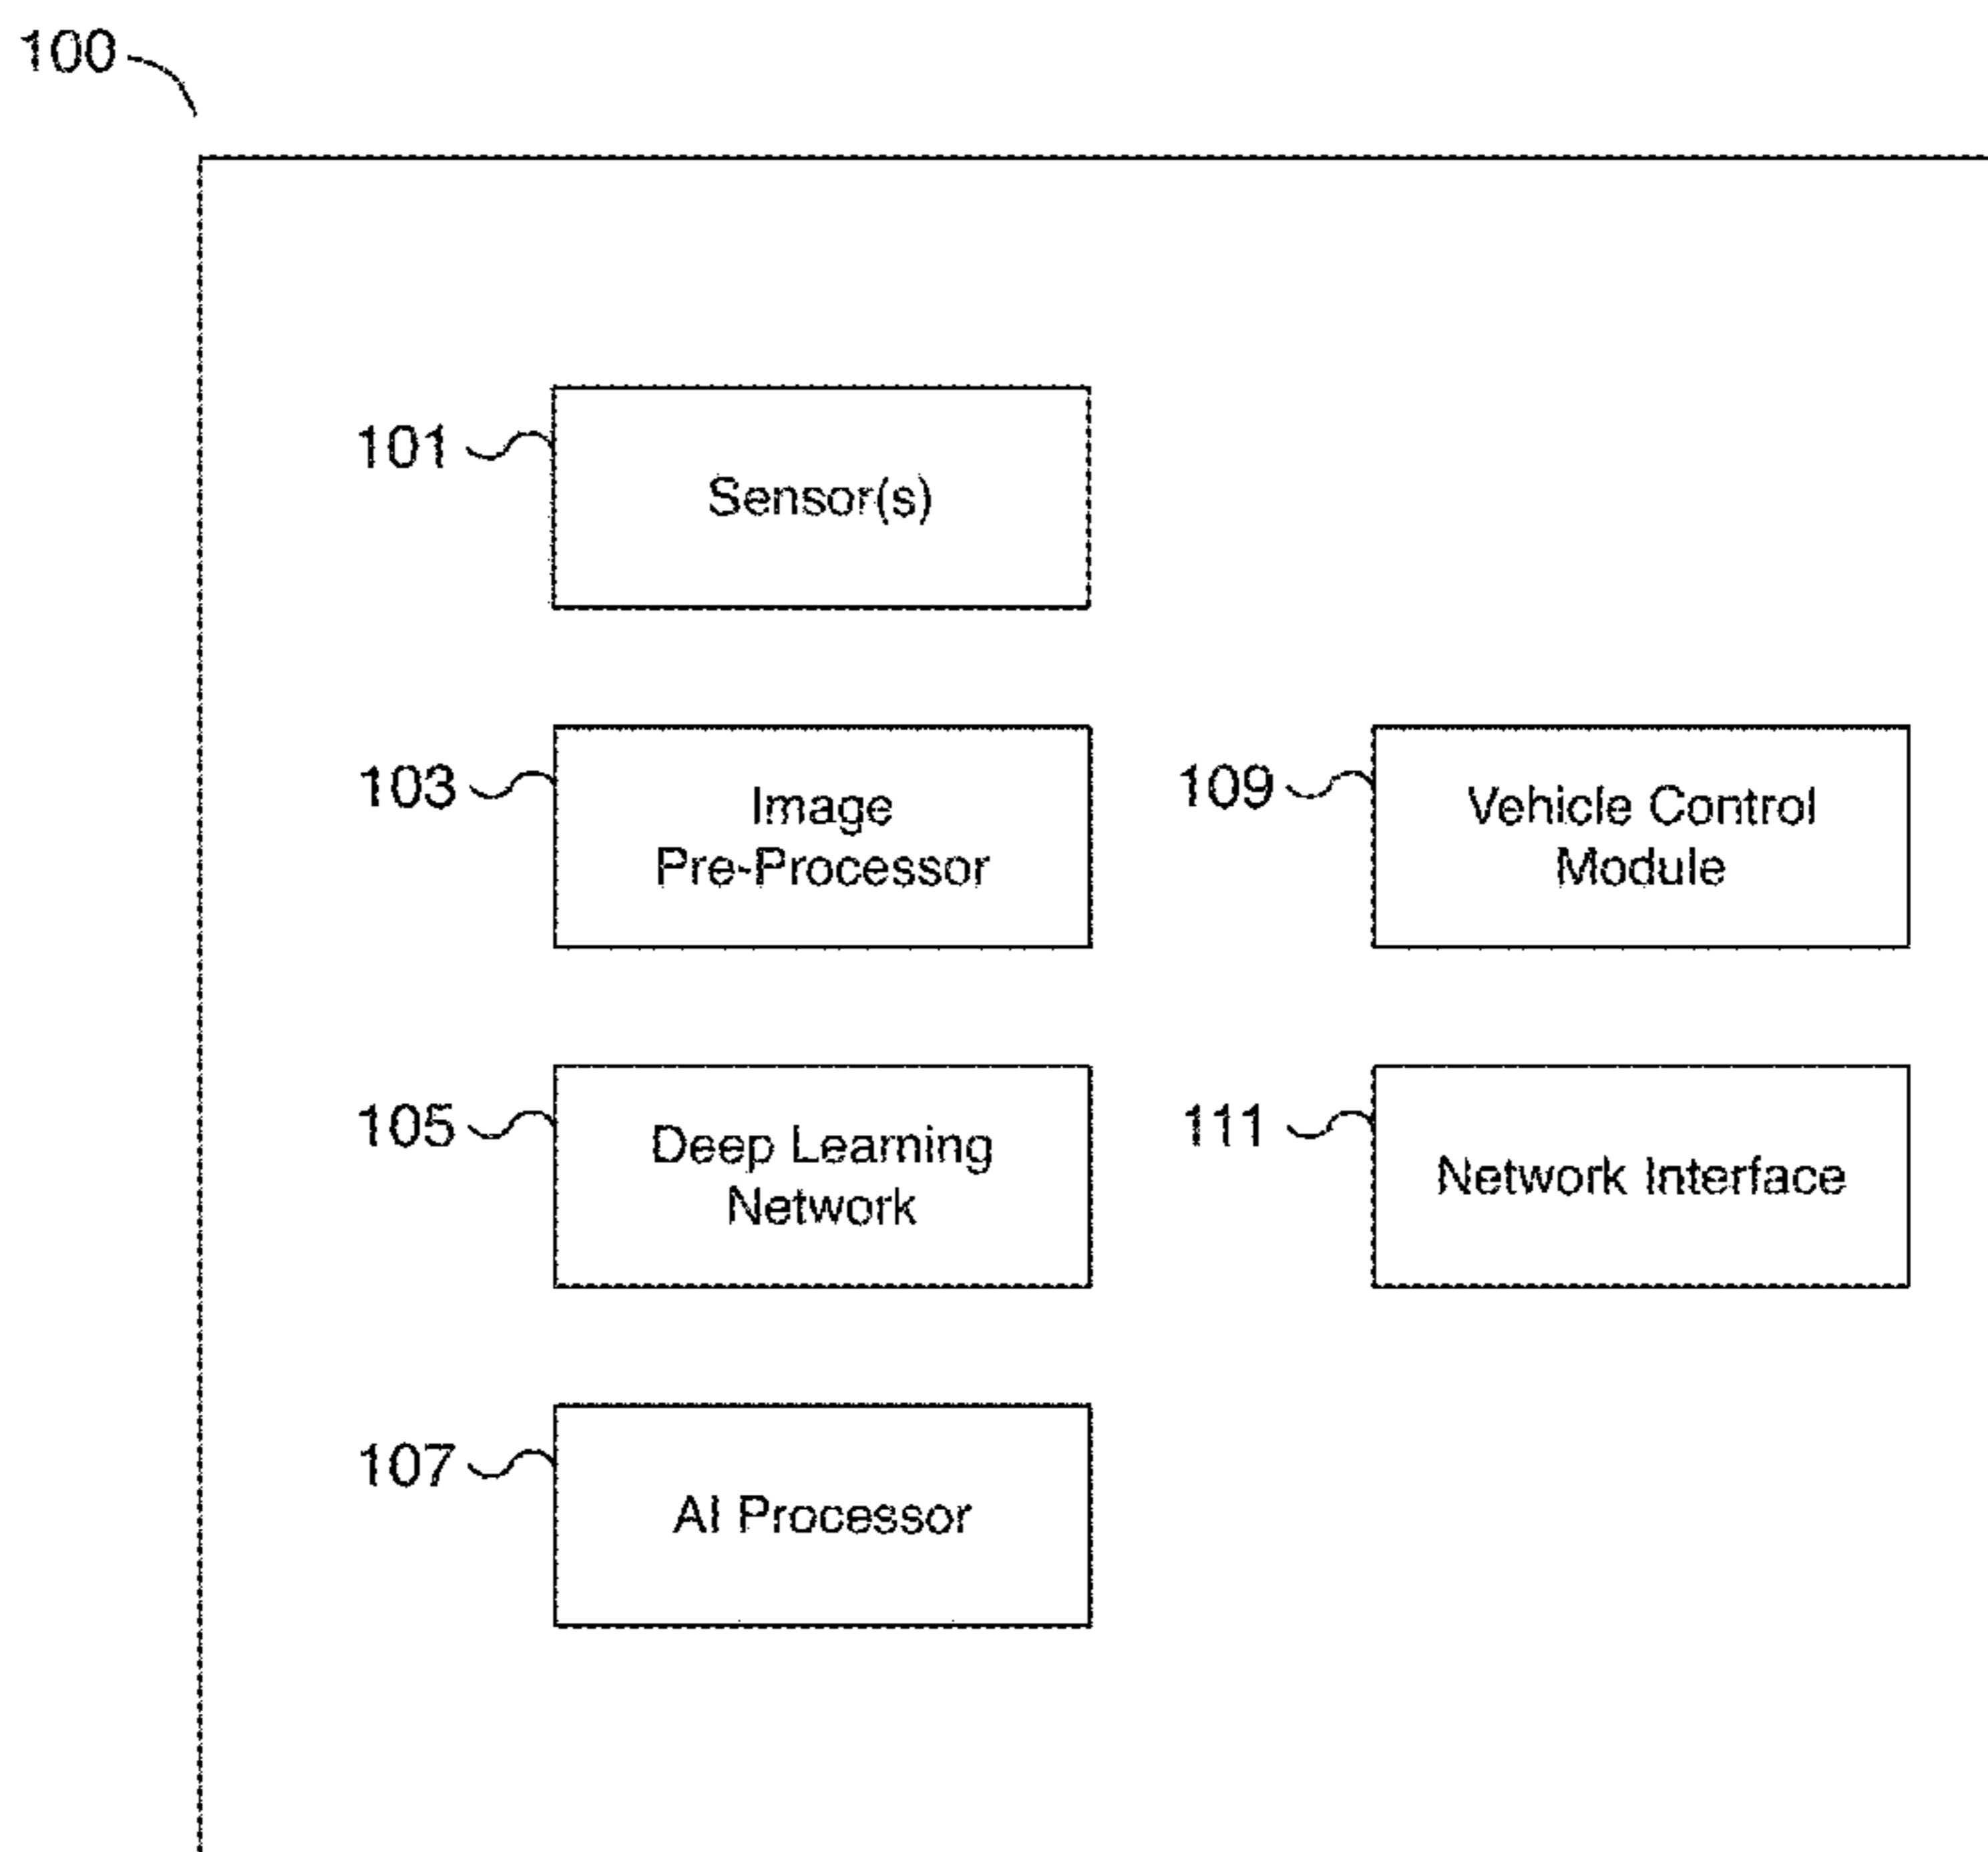 100
101
Sensor(s)
103
Image
Pre-Processor
109
Vehicle Control
Module
105
Deep Learning
Network
111
Network Interface
107
AI Processor